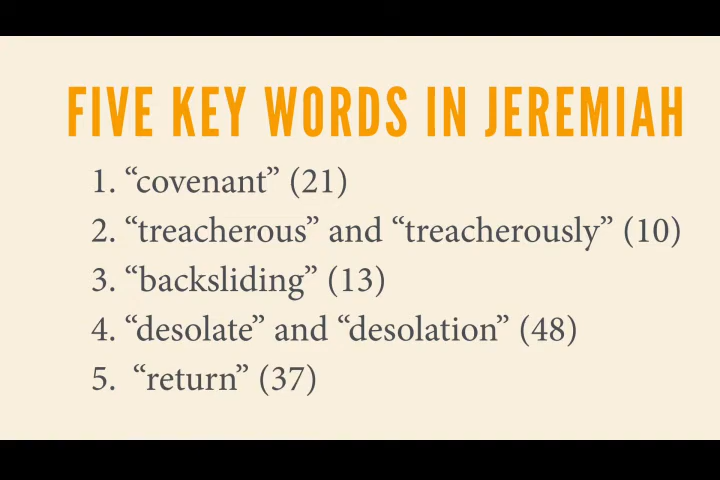 FIVE KEY WORDS IN JEREMIAH
1. “covenant” (21)
2. “treacherous” and “treacherously” (10)
3. “backsliding” (13)
4. “desolate” and “desolation” (48)
5. “return” (37)